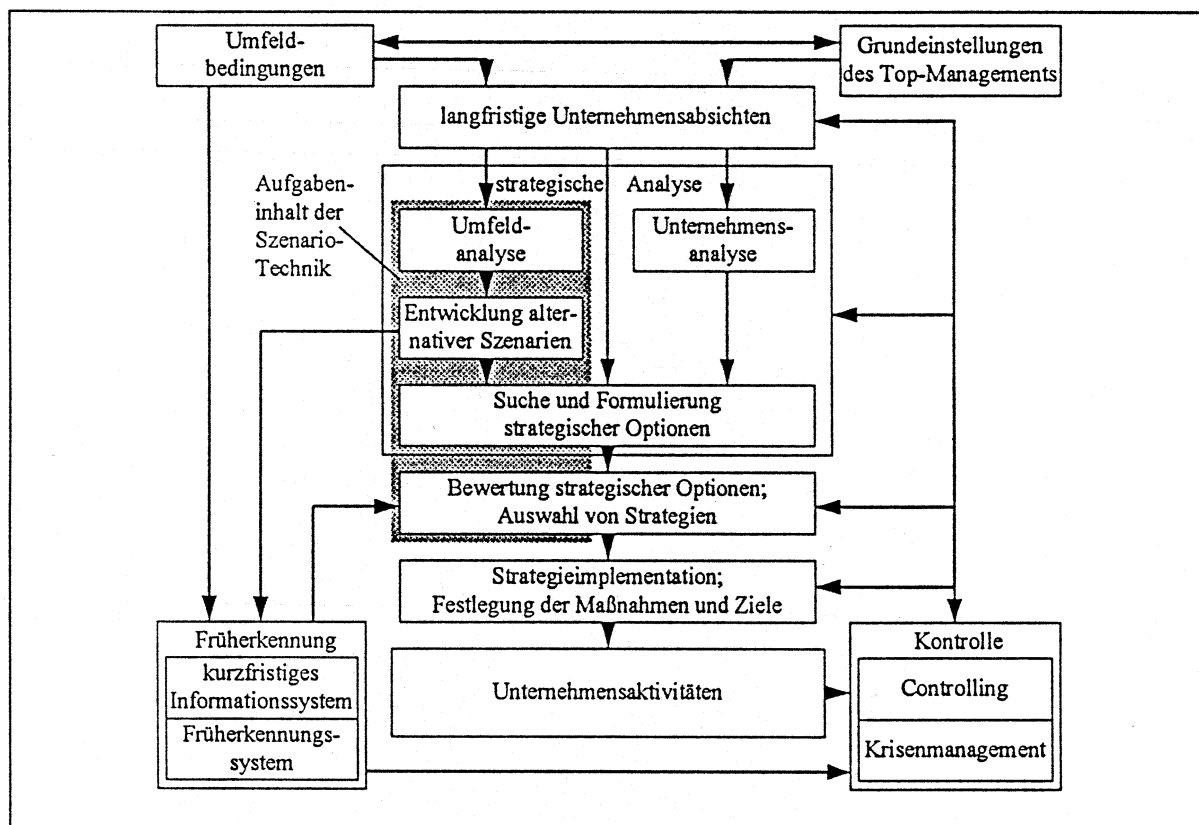 Umfeld-
bedingungen
Grundeinstellungen
des Top-Managements
langfristige Unternehmensabsichten
Aufgaben-
inhalt der
Szenario-
Technik
strategische Analyse
Umfeld-
analyse
Unternehmens-
analyse
Entwicklung alter-
nativer Szenarien
Suche und Formulierung
strategischer Optionen
Bewertung strategischer Optionen;
Auswahl von Strategien
Strategieimplementation;
Festlegung der Maßnahmen und Ziele
Früherkennung
kurzfristiges
Informationssystem
Früherkennungs-
system
Unternehmensaktivitäten
Kontrolle
Controlling
Krisenmanagement